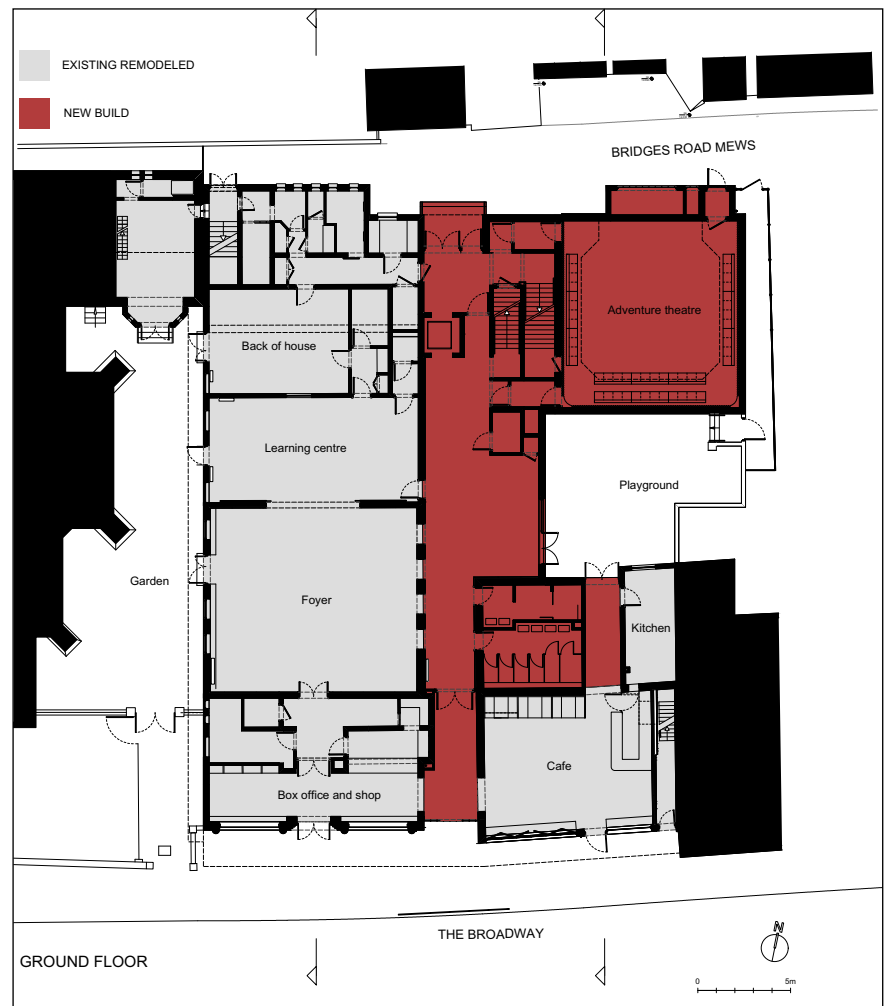 EXISTING REMODELED
NEW BUILD
BRIDGES ROAD MEWS
Adventure theatre
Back of house
Learning centre
Playground
Garden
Foyer
Kitchen
Cafe
Box office and shop
THE BROADWAY
N
GROUND FLOOR
0 5m